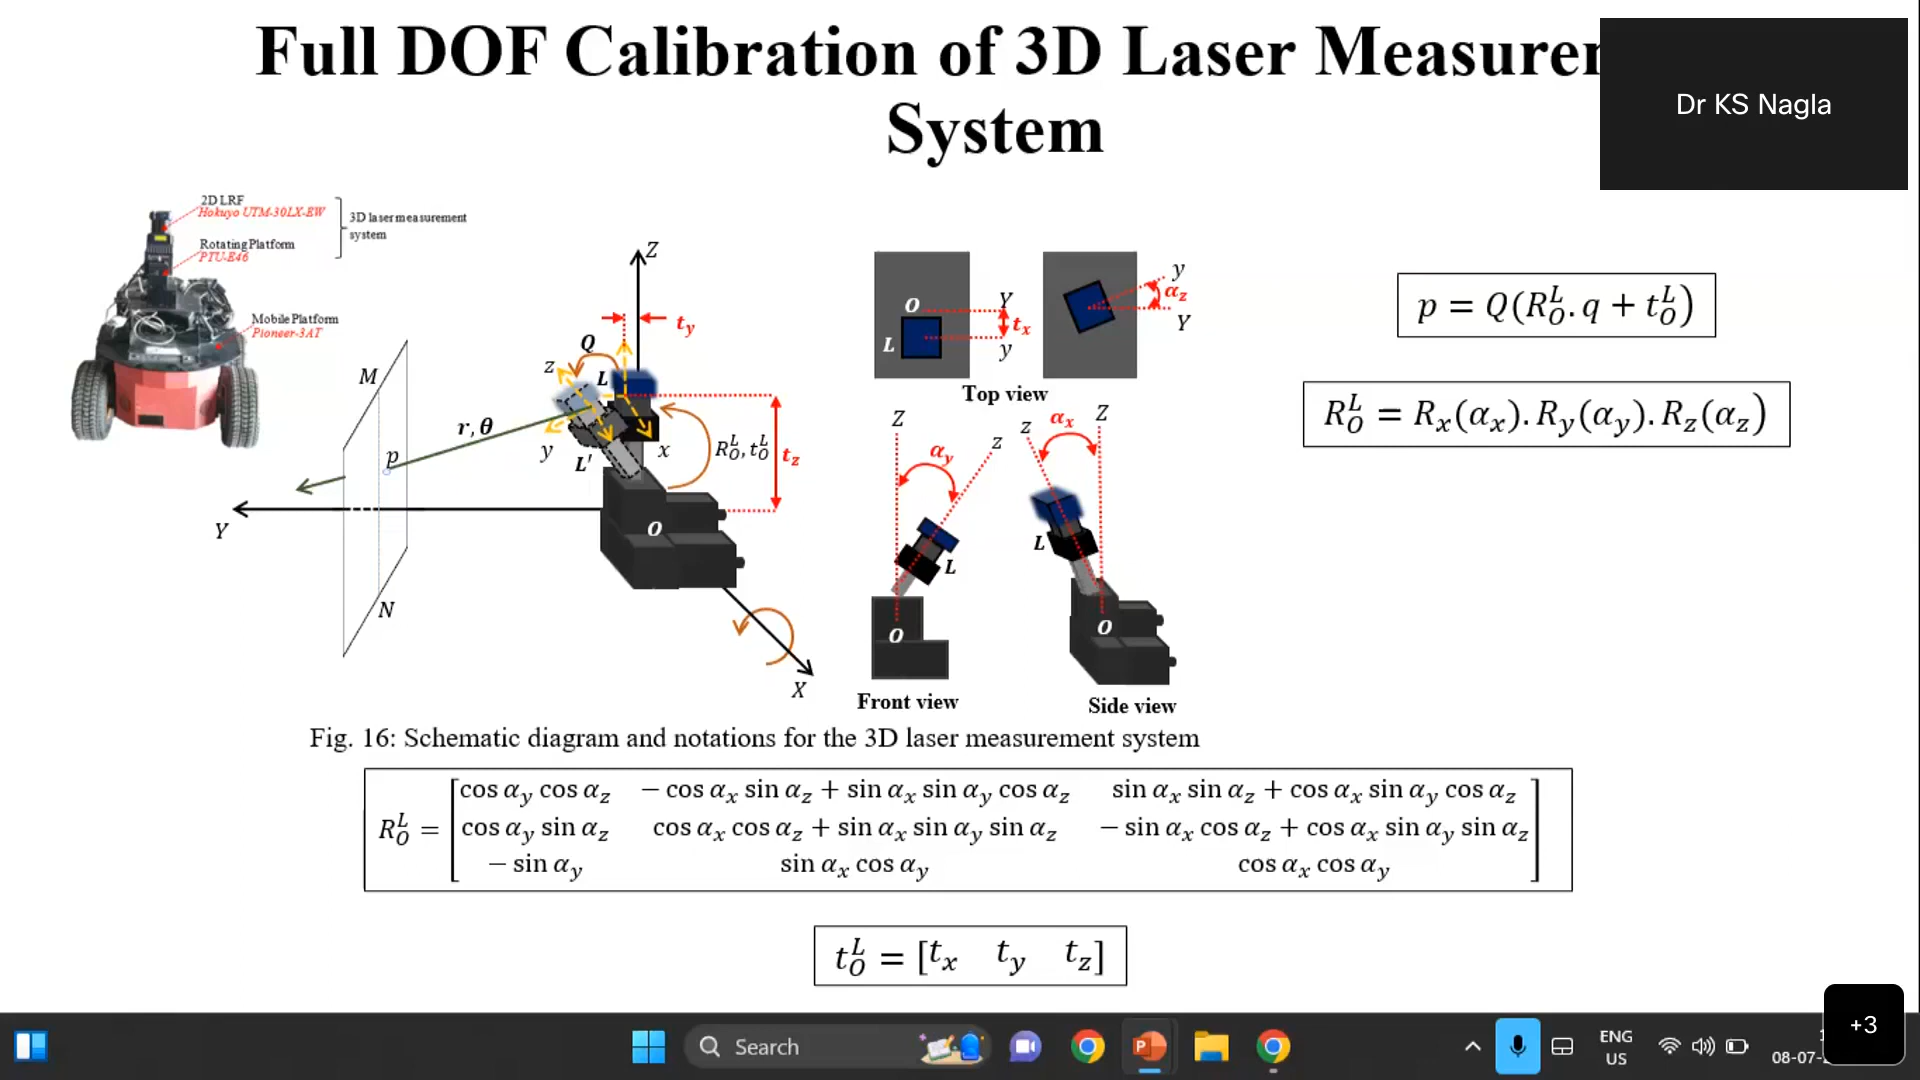 Full DOF Calibration of 3D Laser Measurem
System
Dr KS Nagla
2D LRF
Hokuyo UTM-30LX-EW
3D laser measurement
system
Rotating Platform
PTU-E46
Mobile Platform
Pioneer-3AT
Z
t_y
Q
z
L
M
r, θ
p
y
L'
x
R_O^L, t_O^L
t_z
Y
O
N
X
O
Y
t_x
L
y
y
α_z
Y
Top view
Z
α_y
z
L
O
Front view
z
α_x
Z
L
O
Side view
p = Q(R_O^L. q + t_O^L)
R_O^L = R_x(α_x). R_y(α_y). R_z(α_z)
Fig. 16: Schematic diagram and notations for the 3D laser measurement system
cos α_y cos α_z − cos α_x sin α_z + sin α_x sin α_y cos α_z sin α_x sin α_z + cos α_x sin α_y cos α_z
R_O^L = cos α_y sin α_z cos α_x cos α_z + sin α_x sin α_y sin α_z − sin α_x cos α_z + cos α_x sin α_y sin α_z
− sin α_y sin α_x cos α_y cos α_x cos α_y
t_O^L = [t_x t_y t_z]
Search
ENG
US
08-07-
+3